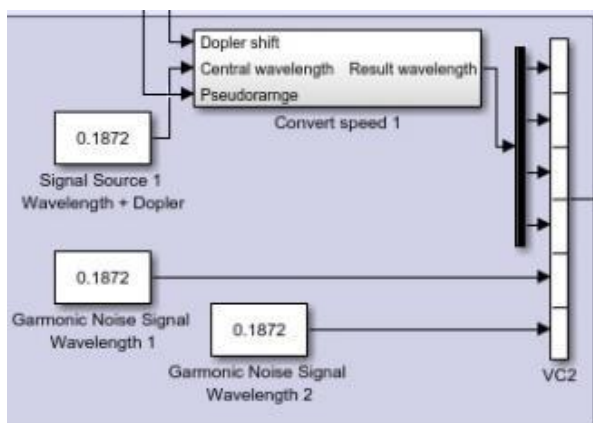 Dopler shift
Central wavelength Result wavelength
Pseudorarnge
Convert speed 1
0.1872
Signal Source 1
Wavelength + Dopler
0.1872
Garmonic Noise Signal
Wavelength 1
0.1872
Garmonic Noise Signal
Wavelength 2
VC2